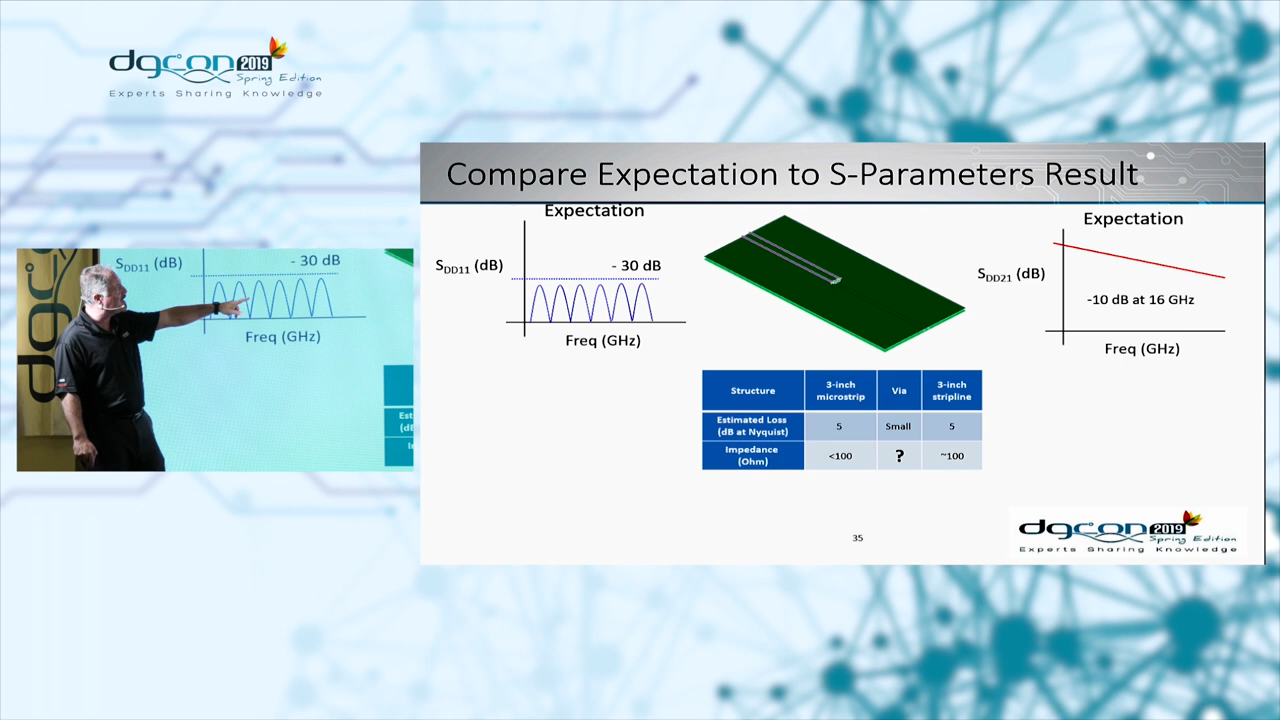 dgcon 2019
Spring Edition
Experts Sharing Knowledge
Compare Expectation to S-Parameters Result
Expectation
SDD11 (dB)
- 30 dB
Freq (GHz)
Expectation
SDD21 (dB)
-10 dB at 16 GHz
Freq (GHz)
Structure
3-inch
microstrip
Via
3-inch
stripline
Estimated Loss
(dB at Nyquist)
5
Small
5
Impedance
(Ohm)
<100
?
~100
35
dgcon 2019
Spring Edition
Experts Sharing Knowledge
SDD11 (dB)
- 30 dB
Freq (GHz)
dgc